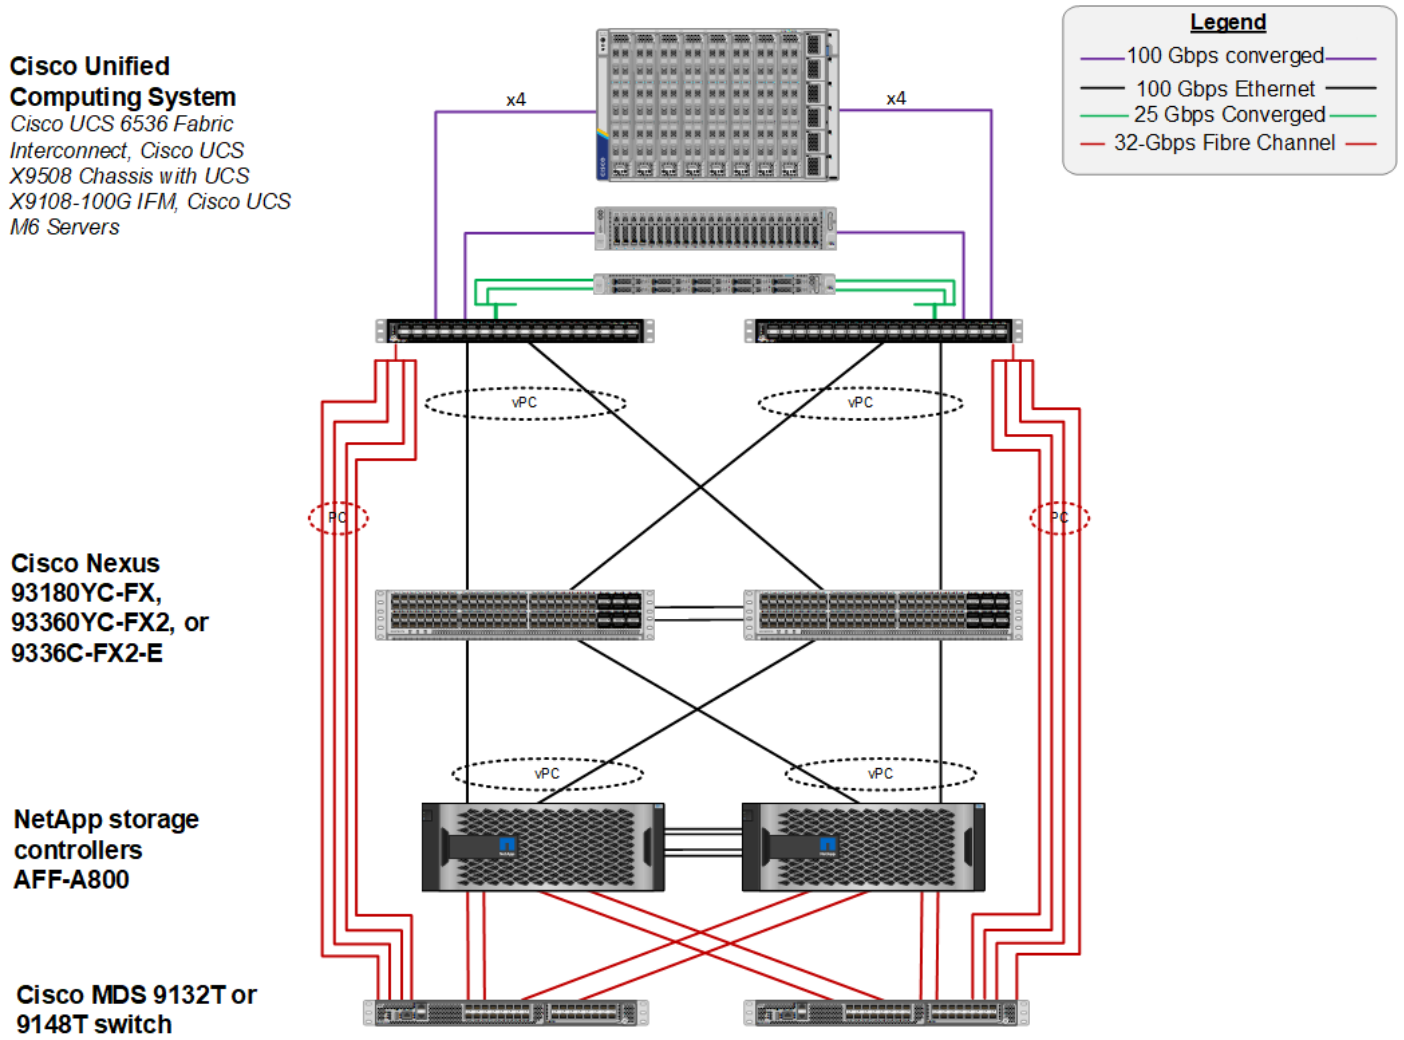 Legend
100 Gbps converged
100 Gbps Ethernet
25 Gbps Converged
32-Gbps Fibre Channel
Cisco Unified
Computing System
Cisco UCS 6536 Fabric
Interconnect, Cisco UCS
X9508 Chassis with UCS
X9108-100G IFM, Cisco UCS
M6 Servers
x4
x4
CISCO
vPC
vPC
PC
PC
Cisco Nexus
93180YC-FX,
93360YC-FX2, or
9336C-FX2-E
vPC
vPC
NetApp storage
controllers
AFF-A800
NetApp
NetApp
Cisco MDS 9132T or
9148T switch